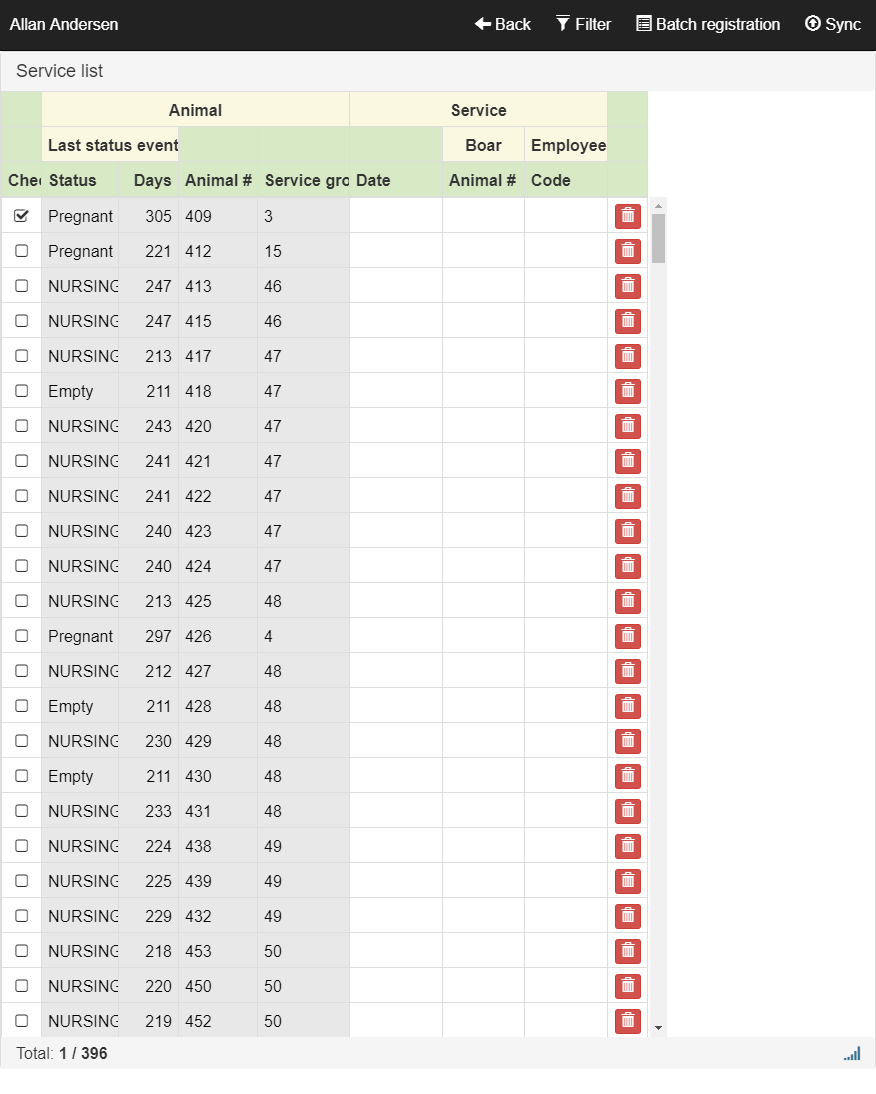 Allan Andersen Back Filter Batch registration Sync
Service list
Animal Service
Last status event Boar Employee
Che Status Days Animal # Service gro Date Animal # Code
Pregnant 305 409 3
Pregnant 221 412 15
NURSING 247 413 46
NURSING 247 415 46
NURSING 213 417 47
Empty 211 418 47
NURSING 243 420 47
NURSING 241 421 47
NURSING 241 422 47
NURSING 240 423 47
NURSING 240 424 47
NURSING 213 425 48
Pregnant 297 426 4
NURSING 212 427 48
Empty 211 428 48
NURSING 230 429 48
Empty 211 430 48
NURSING 233 431 48
NURSING 224 438 49
NURSING 225 439 49
NURSING 229 432 49
NURSING 218 453 50
NURSING 220 450 50
NURSING 219 452 50
Total: 1 / 396